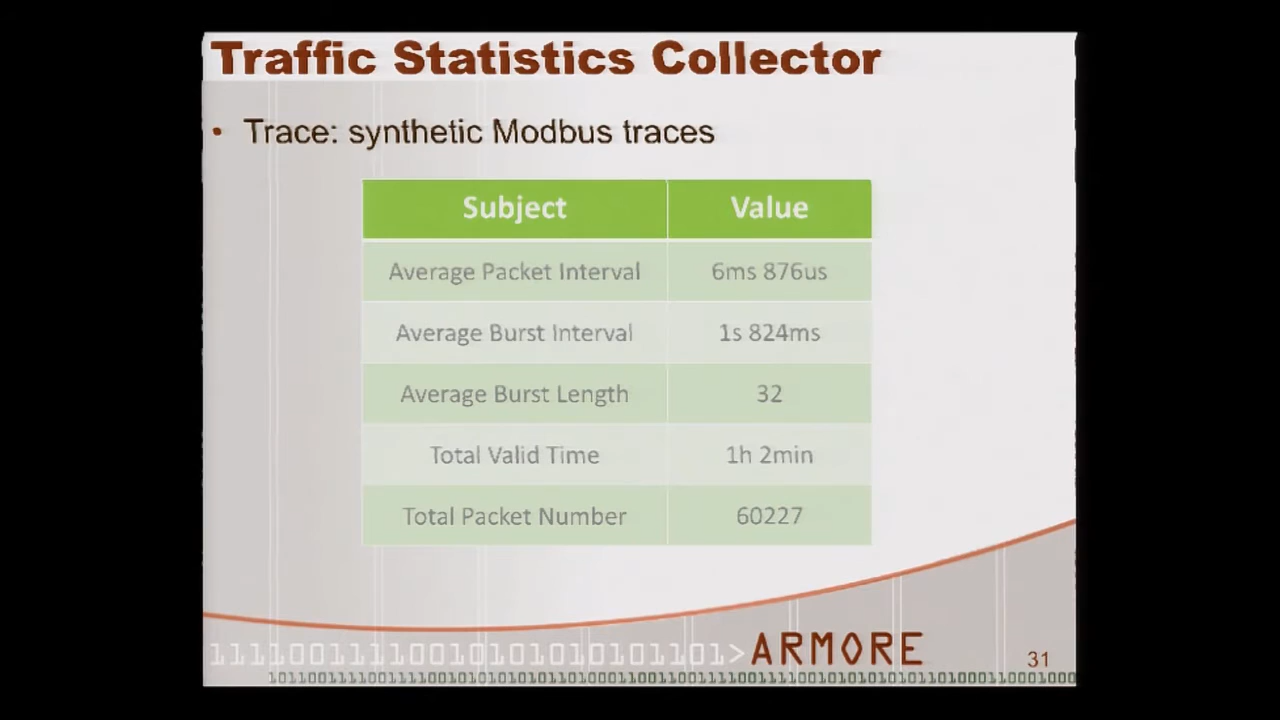 Traffic Statistics Collector
• Trace: synthetic Modbus traces
Subject Value
Average Packet Interval 6ms 876us
Average Burst Interval 1s 824ms
Average Burst Length 32
Total Valid Time 1h 2min
Total Packet Number 60227
ARMORE
31